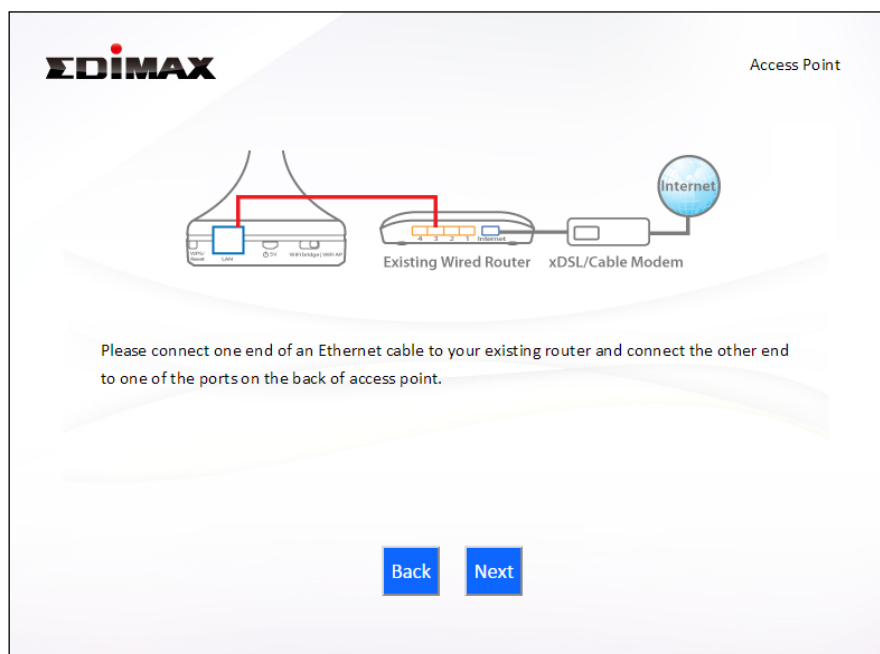 EDIMAX
Access Point
Internet
WPS/
Reset
LAN
5V
WiFi bridge | WiFi AP
4 3 2 1 Internet
Existing Wired Router
xDSL/Cable Modem
Please connect one end of an Ethernet cable to your existing router and connect the other end
to one of the ports on the back of access point.
Back
Next